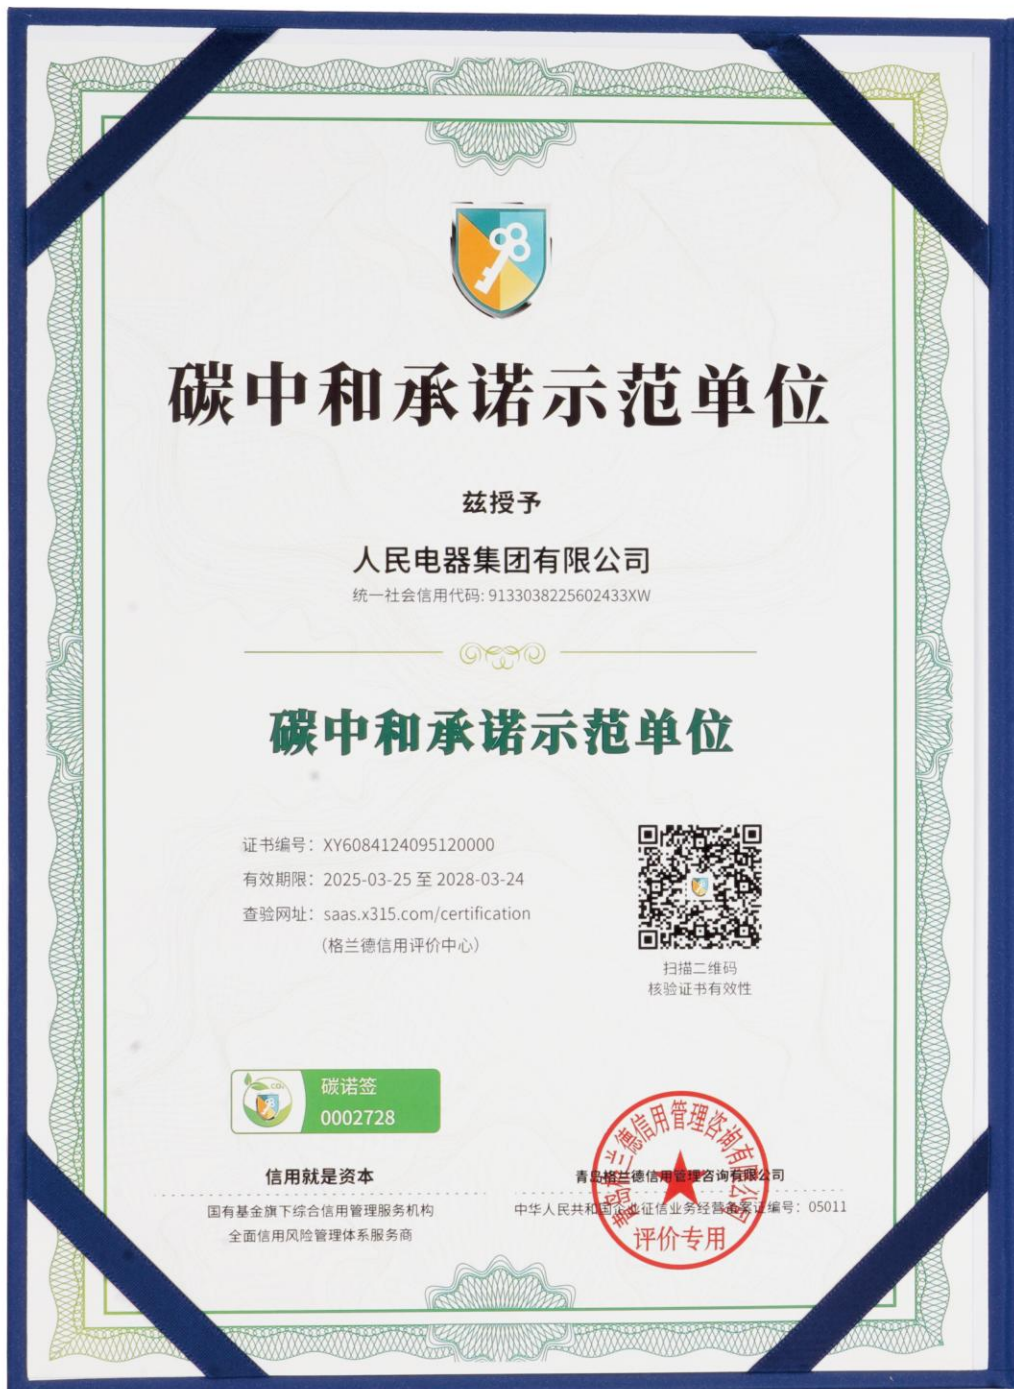 碳中和承诺示范单位
兹授予
人民电器集团有限公司
统一社会信用代码: 9133038225602433XW
碳中和承诺示范单位
证书编号：XY6084124095120000
有效期限：2025-03-25 至 2028-03-24
查验网址：saas.x315.com/certification
（格兰德信用评价中心）
扫描二维码
核验证书有效性
CO₂
碳诺签
0002728
信用就是资本
国有基金旗下综合信用管理服务机构
全面信用风险管理体系服务商
青岛格兰德信用管理咨询有限公司
中华人民共和国企业征信业务经营备案证编号：05011
青岛格兰德信用管理咨询有限公司
评价专用